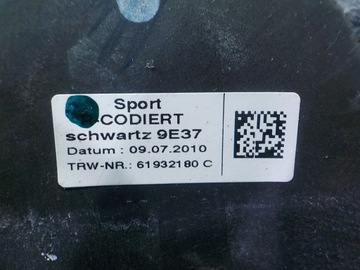 Sport
CODIERT
schwartz 9E37
Datum : 09.07.2010
TRW-NR.: 61932180 C